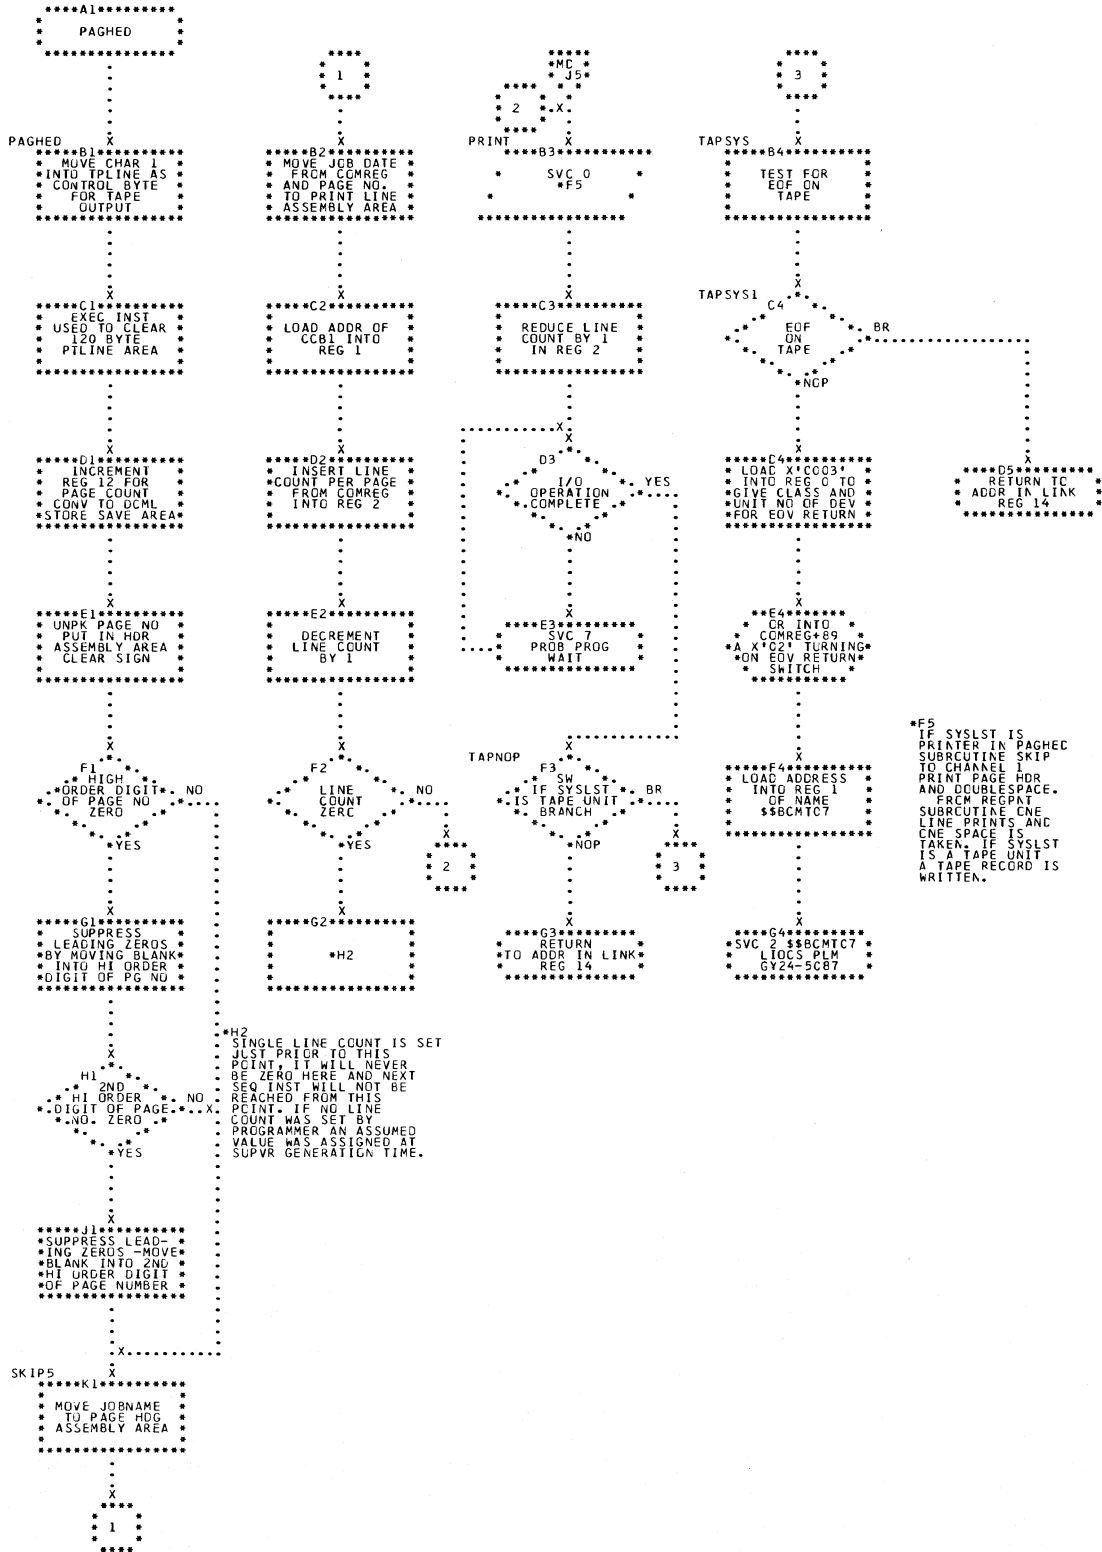 A1
PAGHED
PAGHED
B1
MOVE CHAR 1
INTO TPLINE AS
CONTROL BYTE
FOR TAPE
OUTPUT
C1
EXEC INST
USED TO CLEAR
120 BYTE
PTLINE AREA
D1
INCREMENT
REG 12 FOR
PAGE COUNT
CONV TO DCML
STORE SAVE AREA
E1
UNPK PAGE NO
PUT IN HDR
ASSEMBLY AREA
CLEAR SIGN
F1
HIGH
ORDER DIGIT
OF PAGE NO
ZERO
NO
YES
G1
SUPPRESS
LEADING ZEROS
BY MOVING BLANK
INTO HI ORDER
DIGIT OF PG NO
H1
2ND
HI ORDER
DIGIT OF PAGE
NO. ZERO
NO
YES
J1
SUPPRESS LEAD-
ING ZEROS -MOVE
BLANK INTO 2ND
HI ORDER DIGIT
OF PAGE NUMBER
SKIP5
K1
MOVE JOBNAME
TO PAGE HDG
ASSEMBLY AREA
1
1
B2
MOVE JOB DATE
FROM COMREG
AND PAGE NO.
TO PRINT LINE
ASSEMBLY AREA
C2
LOAD ADDR OF
CCB1 INTO
REG 1
D2
INSERT LINE
COUNT PER PAGE
FROM COMREG
INTO REG 2
E2
DECREMENT
LINE COUNT
BY 1
F2
LINE
COUNT
ZERC
NO
YES
2
G2
*H2
*H2
SINGLE LINE COUNT IS SET
JUST PRIOR TO THIS
POINT, IT WILL NEVER
BE ZERO HERE AND NEXT
SEQ INST WILL NOT BE
REACHED FROM THIS
PCINT. IF NO LINE
COUNT WAS SET BY
PROGRAMMER AN ASSUMED
VALUE WAS ASSIGNED AT
SUPVR GENERATION TIME.
MC
J5
2
PRINT
B3
SVC 0
*F5
C3
REDUCE LINE
COUNT BY 1
IN REG 2
D3
I/O
OPERATION
COMPLETE
YES
NO
E3
SVC 7
PROB PROG
WAIT
TAPNOP
F3
SW
IF SYSLST
IS TAPE UNIT
BRANCH
BR
NOP
3
G3
RETURN
TO ADDR IN LINK
REG 14
3
TAPSYS
B4
TEST FOR
EOF ON
TAPE
TAPSYS1
C4
EOF
ON
TAPE
BR
NOP
D4
LOAD X'C003'
INTO REG 0 TO
GIVE CLASS AND
UNIT NO OF DEV
FOR EOV RETURN
D5
RETURN TC
ADDR IN LINK
REG 14
E4
CR INTO
COMREG+89
A X'02' TURNING
ON EOV RETURN
SWITCH
F4
LOAD ADDRESS
INTO REG 1
OF NAME
$$BCMTC7
G4
SVC 2 $$BCMTC7
LIOCS PLM
GY24-5C87
*F5
IF SYSLST IS
PRINTER IN PAGHED
SUBRCUTINE SKIP
TO CHANNEL 1
PRINT PAGE HDR
AND DOUBLESPACE.
FRCM REGPNT
SUBRCUTINE CNE
LINE PRINTS AND
CNE SPACE IS
TAKEN. IF SYSLST
IS A TAPE UNIT
A TAPE RECORD IS
WRITTEN.